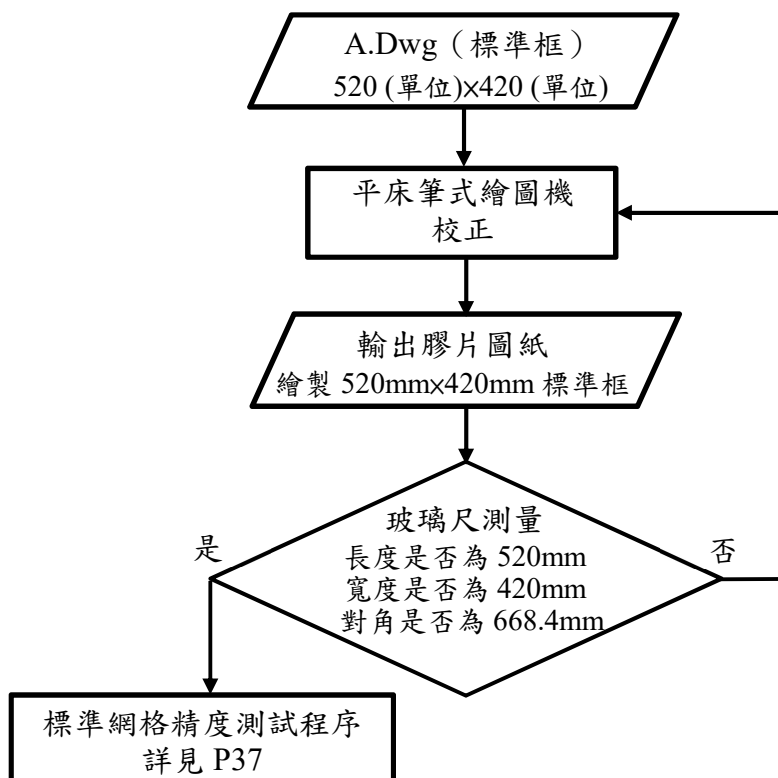 A.Dwg（標準框）
520 (單位)×420 (單位)
平床筆式繪圖機
校正
輸出膠片圖紙
繪製 520mm×420mm 標準框
玻璃尺測量
長度是否為 520mm
寬度是否為 420mm
對角是否為 668.4mm
是
否
標準網格精度測試程序
詳見 P37